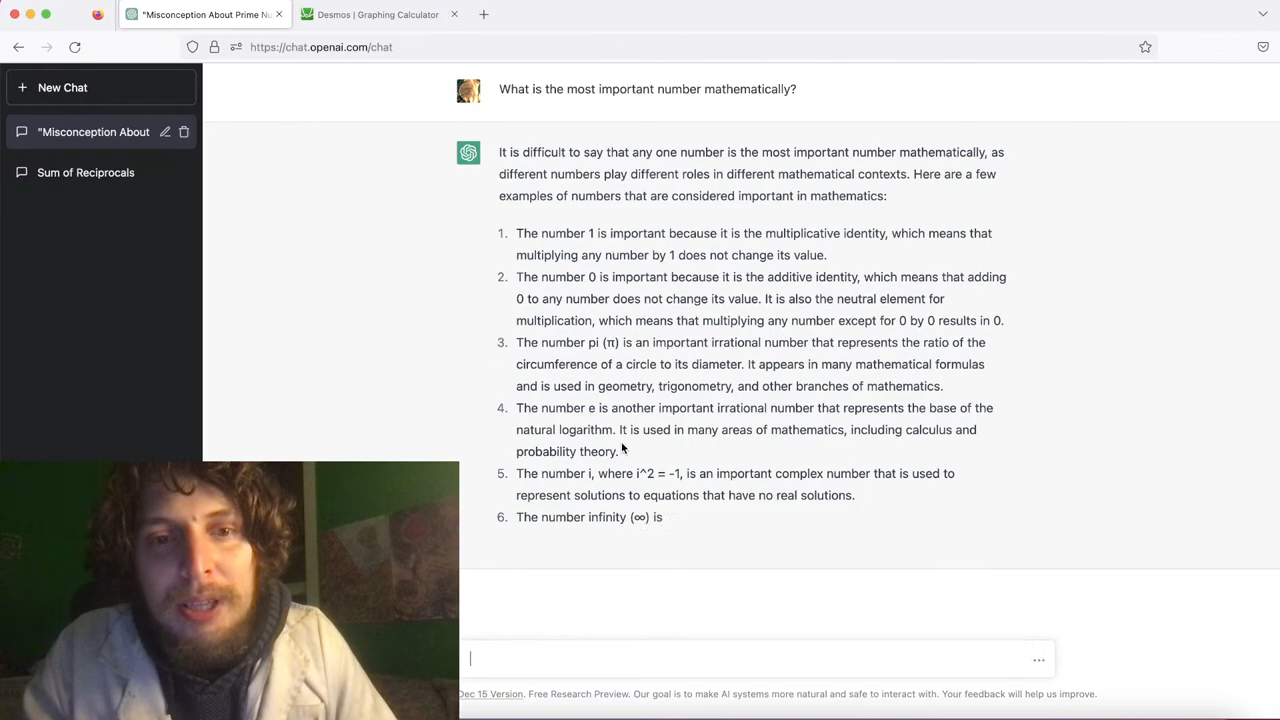 "Misconception About Prime Nu
Desmos | Graphing Calculator
https://chat.openai.com/chat
New Chat
"Misconception About
Sum of Reciprocals
What is the most important number mathematically?
It is difficult to say that any one number is the most important number mathematically, as
different numbers play different roles in different mathematical contexts. Here are a few
examples of numbers that are considered important in mathematics:
1. The number 1 is important because it is the multiplicative identity, which means that
multiplying any number by 1 does not change its value.
2. The number 0 is important because it is the additive identity, which means that adding
0 to any number does not change its value. It is also the neutral element for
multiplication, which means that multiplying any number except for 0 by 0 results in 0.
3. The number pi (π) is an important irrational number that represents the ratio of the
circumference of a circle to its diameter. It appears in many mathematical formulas
and is used in geometry, trigonometry, and other branches of mathematics.
4. The number e is another important irrational number that represents the base of the
natural logarithm. It is used in many areas of mathematics, including calculus and
probability theory.
5. The number i, where i^2 = -1, is an important complex number that is used to
represent solutions to equations that have no real solutions.
6. The number infinity (∞) is
Dec 15 Version. Free Research Preview. Our goal is to make AI systems more natural and safe to interact with. Your feedback will help us improve.